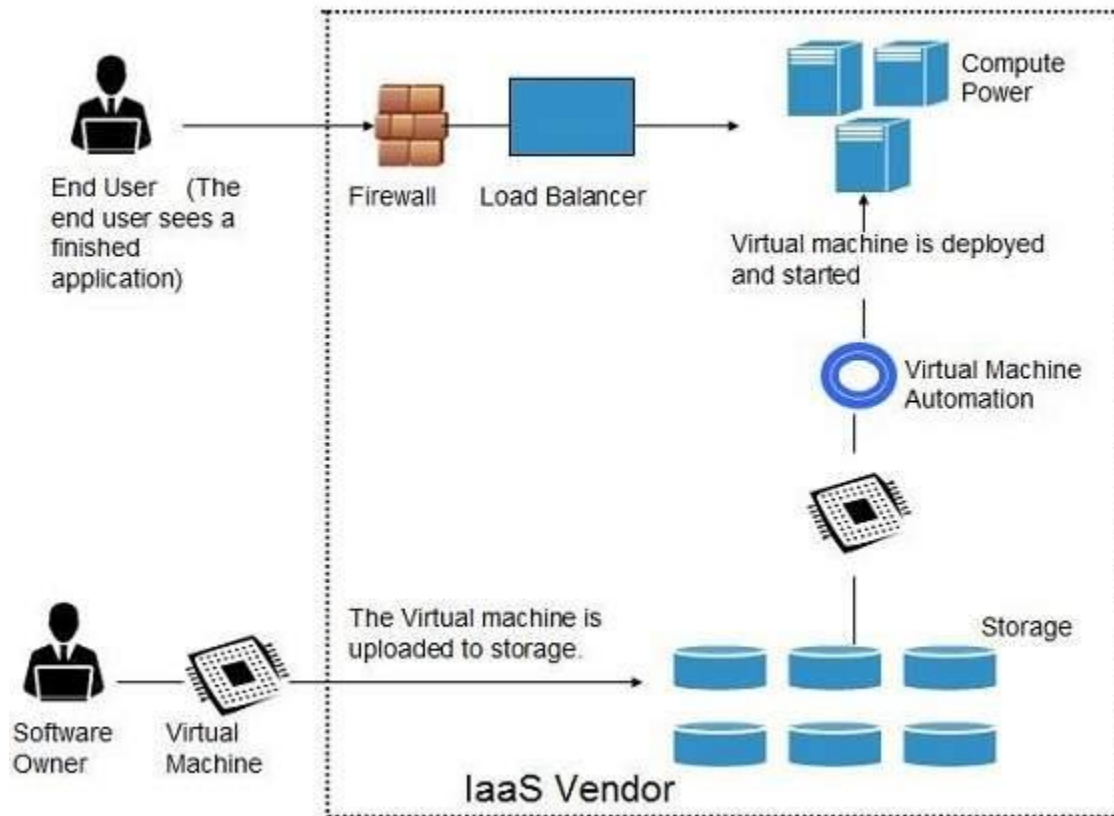 Compute
Power
End User (The
end user sees a
finished
application)
Firewall
Load Balancer
Virtual machine is deployed
and started
Virtual Machine
Automation
The Virtual machine is
uploaded to storage.
Storage
Software
Owner
Virtual
Machine
IaaS Vendor